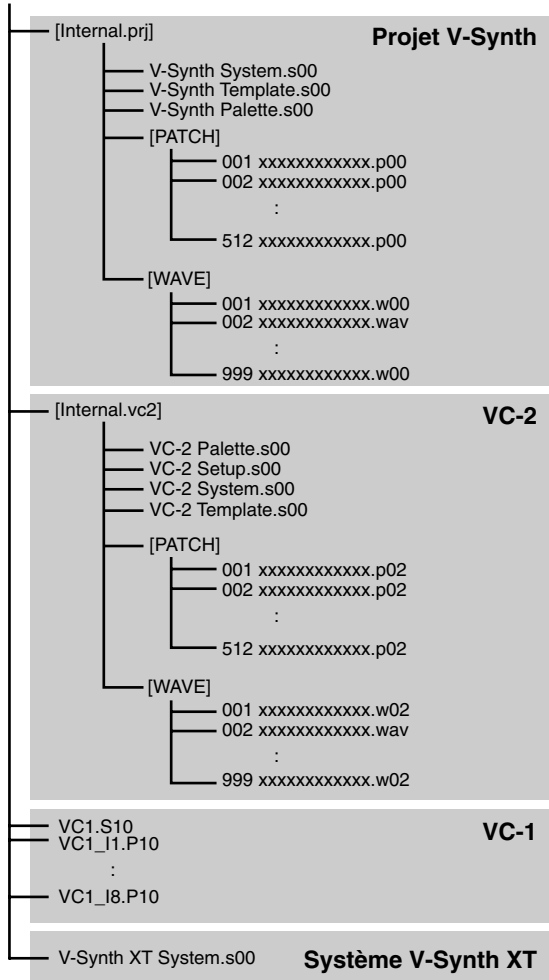 [Internal.prj]
Projet V-Synth
V-Synth System.s00
V-Synth Template.s00
V-Synth Palette.s00
[PATCH]
001 xxxxxxxxxxxx.p00
002 xxxxxxxxxxxx.p00
:
512 xxxxxxxxxxxx.p00
[WAVE]
001 xxxxxxxxxxxx.w00
002 xxxxxxxxxxxx.wav
:
999 xxxxxxxxxxxx.w00
[Internal.vc2]
VC-2
VC-2 Palette.s00
VC-2 Setup.s00
VC-2 System.s00
VC-2 Template.s00
[PATCH]
001 xxxxxxxxxxxx.p02
002 xxxxxxxxxxxx.p02
:
512 xxxxxxxxxxxx.p02
[WAVE]
001 xxxxxxxxxxxx.w02
002 xxxxxxxxxxxx.wav
:
999 xxxxxxxxxxxx.w02
VC1.S10
VC-1
VC1_I1.P10
:
VC1_I8.P10
V-Synth XT System.s00
Système V-Synth XT